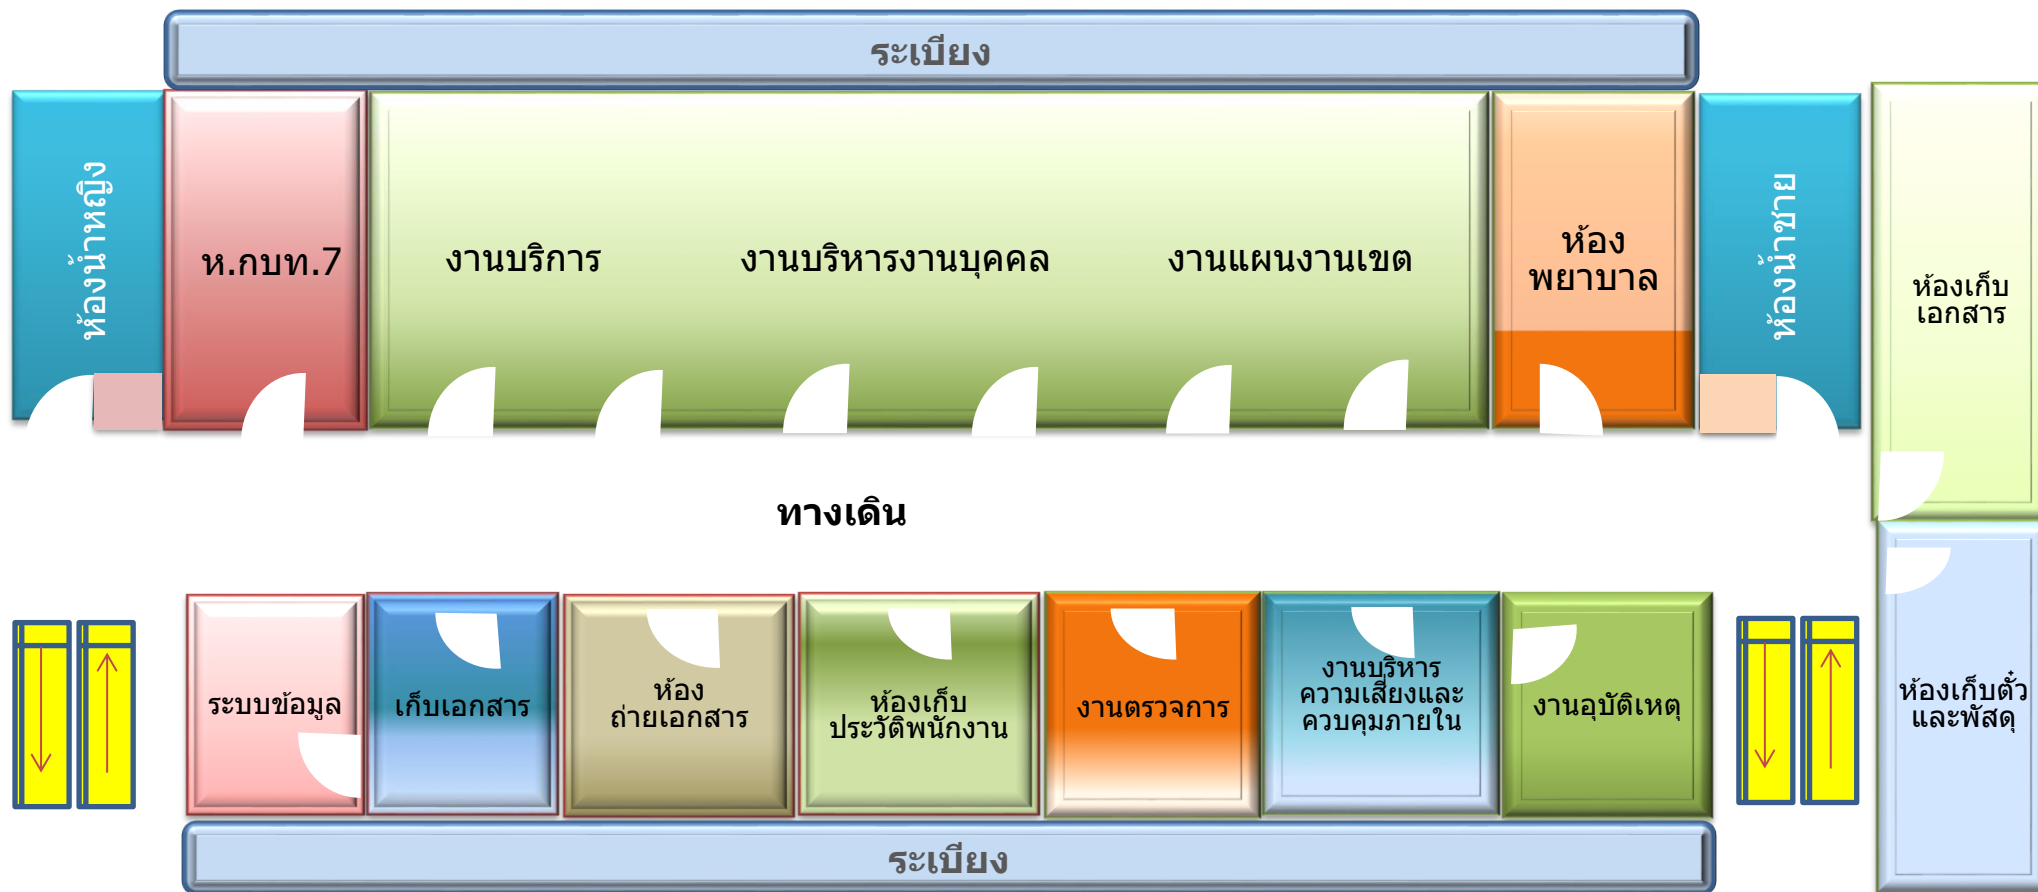 ระเบียง
ห้องน้ำหญิง
ห.กบท.7
งานบริการ
งานบริหารงานบุคคล
งานแผนงานเขต
ห้อง
พยาบาล
ห้องน้ำชาย
ห้องเก็บ
เอกสาร
ทางเดิน
ระบบข้อมูล
เก็บเอกสาร
ห้อง
ถ่ายเอกสาร
ห้องเก็บ
ประวัติพนักงาน
งานตรวจการ
งานบริหาร
ความเสี่ยงและ
ควบคุมภายใน
งานอุบัติเหตุ
ห้องเก็บตั๋ว
และพัสดุ
ระเบียง